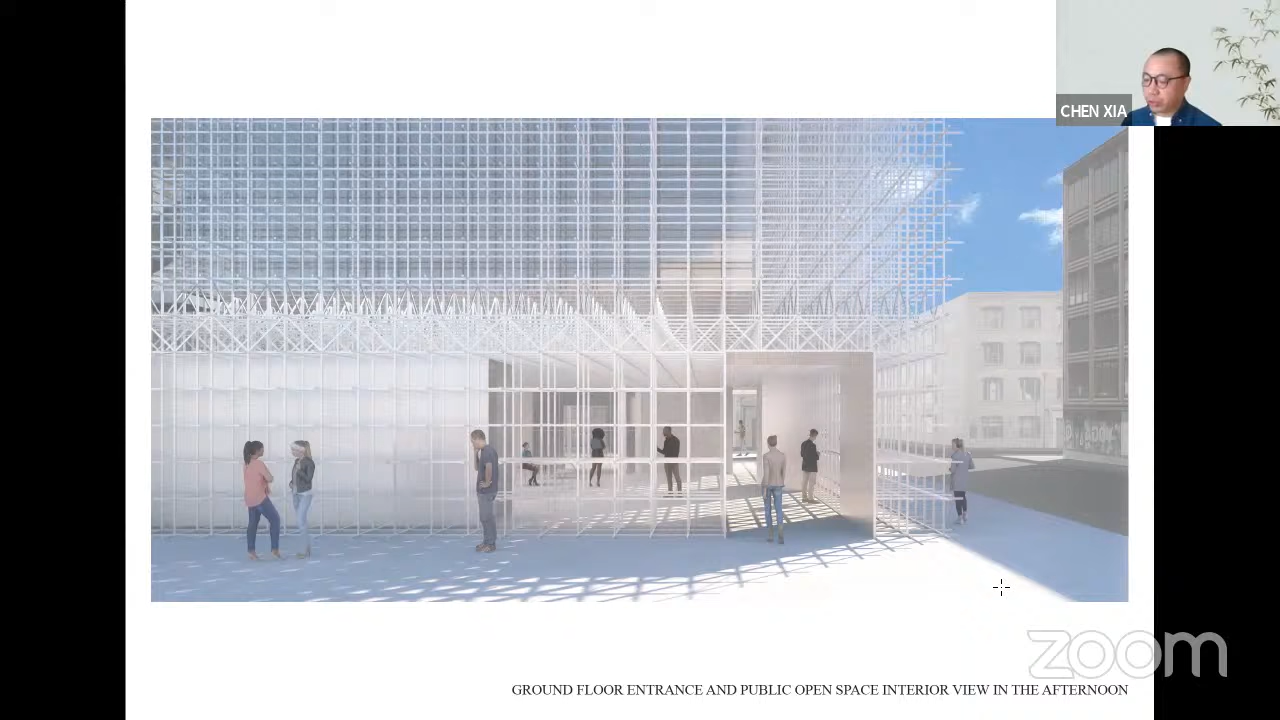 CHEN XIA
zoom
GROUND FLOOR ENTRANCE AND PUBLIC OPEN SPACE INTERIOR VIEW IN THE AFTERNOON